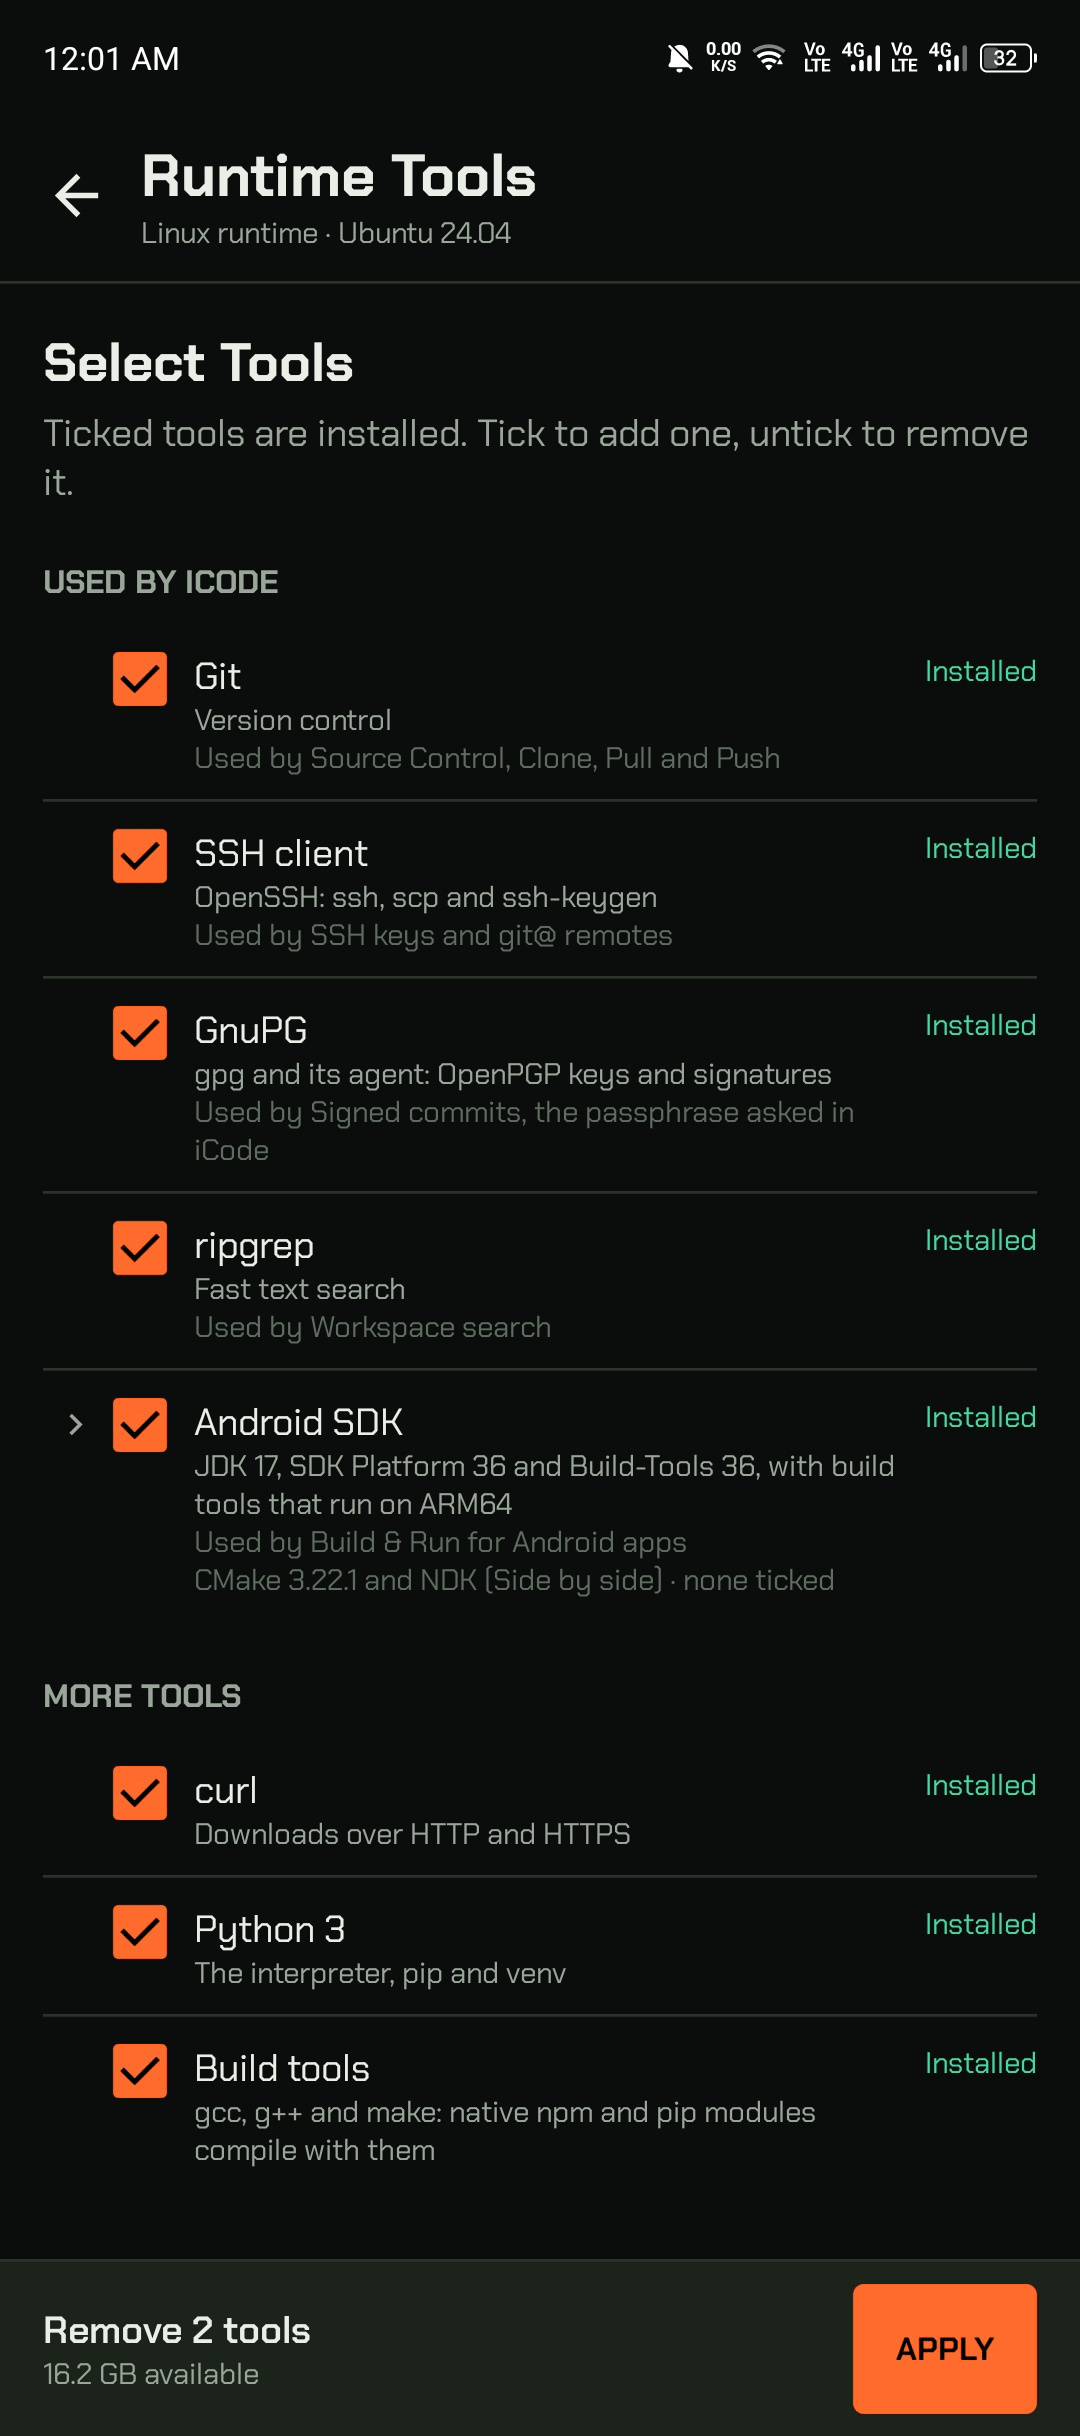 12:01 AM
0.00
K/S
Vo
LTE
4G
Vo
LTE
4G
32
Runtime Tools
Linux runtime · Ubuntu 24.04
Select Tools
Ticked tools are installed. Tick to add one, untick to remove
it.
USED BY ICODE
Git
Installed
Version control
Used by Source Control, Clone, Pull and Push
SSH client
Installed
OpenSSH: ssh, scp and ssh-keygen
Used by SSH keys and git@ remotes
GnuPG
Installed
gpg and its agent: OpenPGP keys and signatures
Used by Signed commits, the passphrase asked in
iCode
ripgrep
Installed
Fast text search
Used by Workspace search
Android SDK
Installed
JDK 17, SDK Platform 36 and Build-Tools 36, with build
tools that run on ARM64
Used by Build & Run for Android apps
CMake 3.22.1 and NDK (Side by side) · none ticked
MORE TOOLS
curl
Installed
Downloads over HTTP and HTTPS
Python 3
Installed
The interpreter, pip and venv
Build tools
Installed
gcc, g++ and make: native npm and pip modules
compile with them
Remove 2 tools
16.2 GB available
APPLY